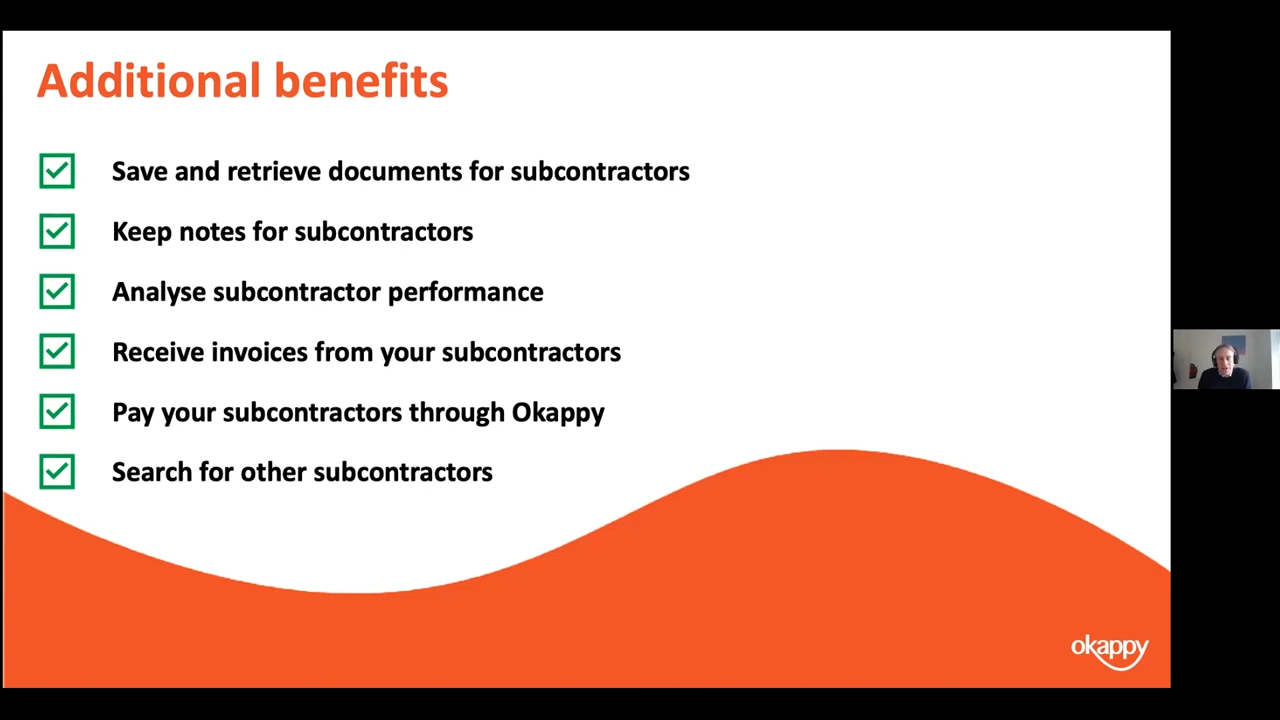 Additional benefits
Save and retrieve documents for subcontractors
Keep notes for subcontractors
Analyse subcontractor performance
Receive invoices from your subcontractors
Pay your subcontractors through Okappy
Search for other subcontractors
okappy